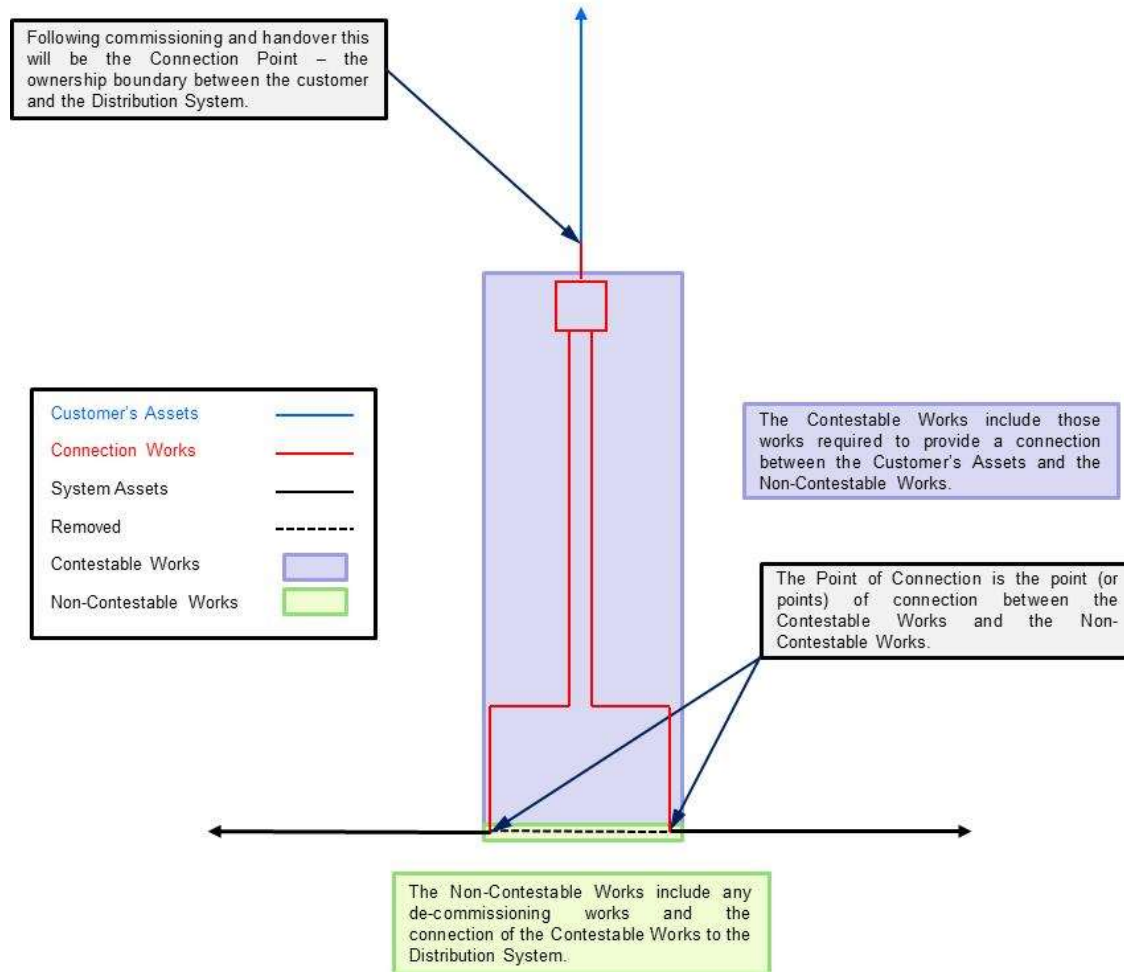 Following commissioning and handover this
will be the Connection Point – the
ownership boundary between the customer
and the Distribution System.
Customer's Assets
Connection Works
System Assets
Removed
Contestable Works
Non-Contestable Works
The Contestable Works include those
works required to provide a connection
between the Customer's Assets and the
Non-Contestable Works.
The Point of Connection is the point (or
points) of connection between the
Contestable Works and the Non-
Contestable Works.
The Non-Contestable Works include any
de-commissioning works and the
connection of the Contestable Works to the
Distribution System.